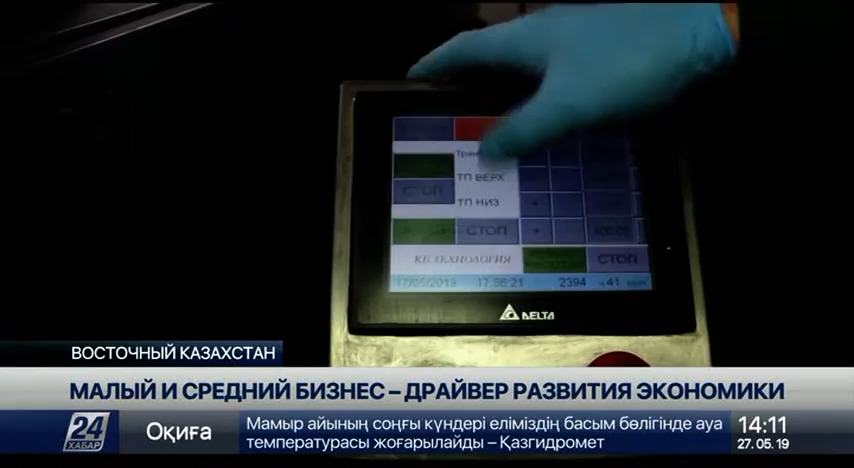 ТП ВЕРХ
СТОП
ТП НИЗ
СТОП
КБ ТЕХНОЛОГИЯ
СТОП
17/05/2019 17:56:21 2394 41
DELTA
ВОСТОЧНЫЙ КАЗАХСТАН
МАЛЫЙ И СРЕДНИЙ БИЗНЕС – ДРАЙВЕР РАЗВИТИЯ ЭКОНОМИКИ
24
ХАБАР
Оқиға
Мамыр айының соңғы күндері еліміздің басым бөлігінде ауа
температурасы жоғарылайды – Қазгидромет
14:11
27.05.19